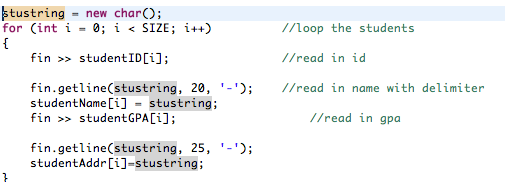 stustring = new char();
for (int i = 0; i < SIZE; i++) //loop the students
{
fin >> studentID[i]; //read in id
fin.getline(stustring, 20, '-'); //read in name with delimiter
studentName[i] = stustring;
fin >> studentGPA[i]; //read in gpa
fin.getline(stustring, 25, '-');
studentAddr[i]=stustring;
}